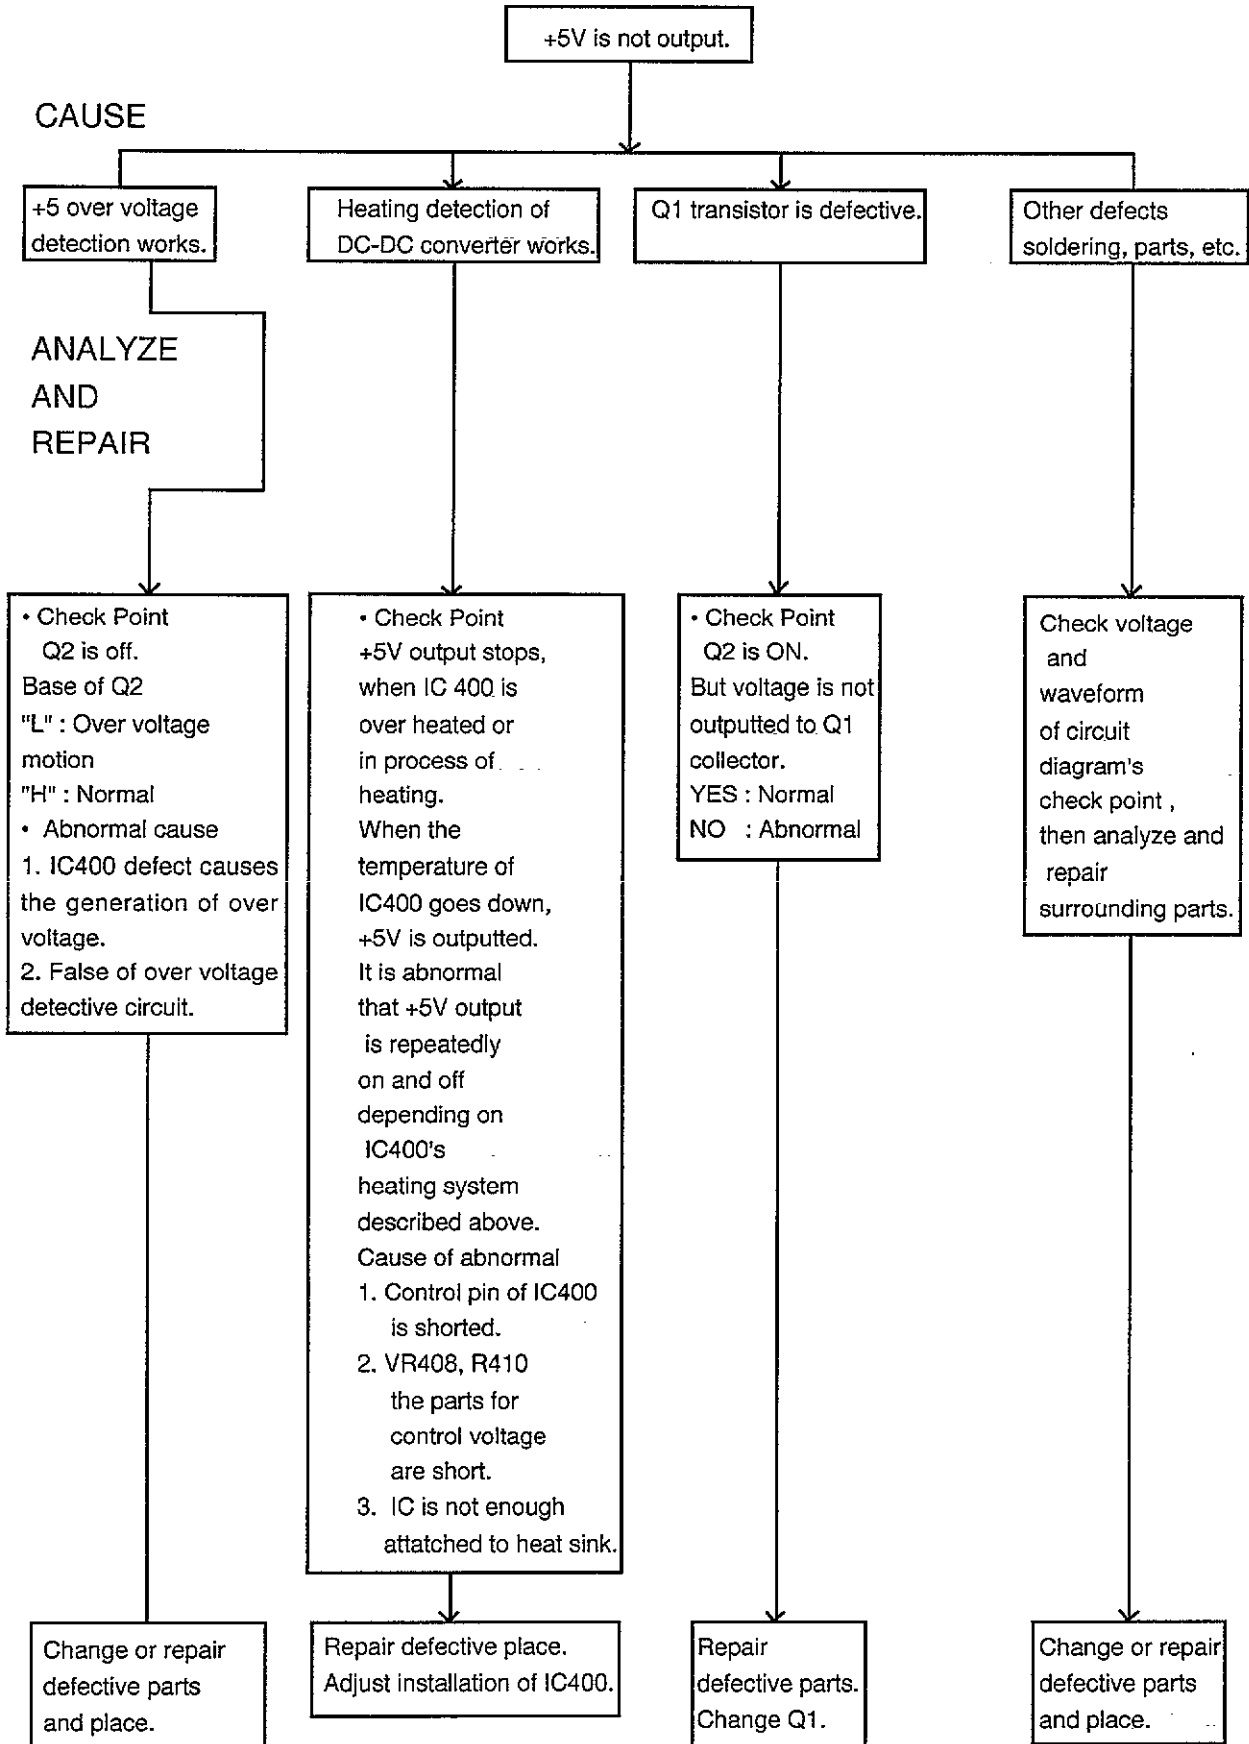 +5V is not output.
CAUSE
+5 over voltage
detection works.
Heating detection of
DC-DC converter works.
Q1 transistor is defective.
Other defects
soldering, parts, etc.
ANALYZE
AND
REPAIR
• Check Point
Q2 is off.
Base of Q2
"L" : Over voltage
motion
"H" : Normal
• Abnormal cause
1. IC400 defect causes
the generation of over
voltage.
2. False of over voltage
detective circuit.
• Check Point
+5V output stops,
when IC 400 is
over heated or
in process of
heating.
When the
temperature of
IC400 goes down,
+5V is outputted.
It is abnormal
that +5V output
is repeatedly
on and off
depending on
IC400's
heating system
described above.
Cause of abnormal
1. Control pin of IC400
is shorted.
2. VR408, R410
the parts for
control voltage
are short.
3. IC is not enough
attatched to heat sink.
• Check Point
Q2 is ON.
But voltage is not
outputted to Q1
collector.
YES : Normal
NO : Abnormal
Check voltage
and
waveform
of circuit
diagram's
check point ,
then analyze and
repair
surrounding parts.
Change or repair
defective parts
and place.
Repair defective place.
Adjust installation of IC400.
Repair
defective parts.
Change Q1.
Change or repair
defective parts
and place.